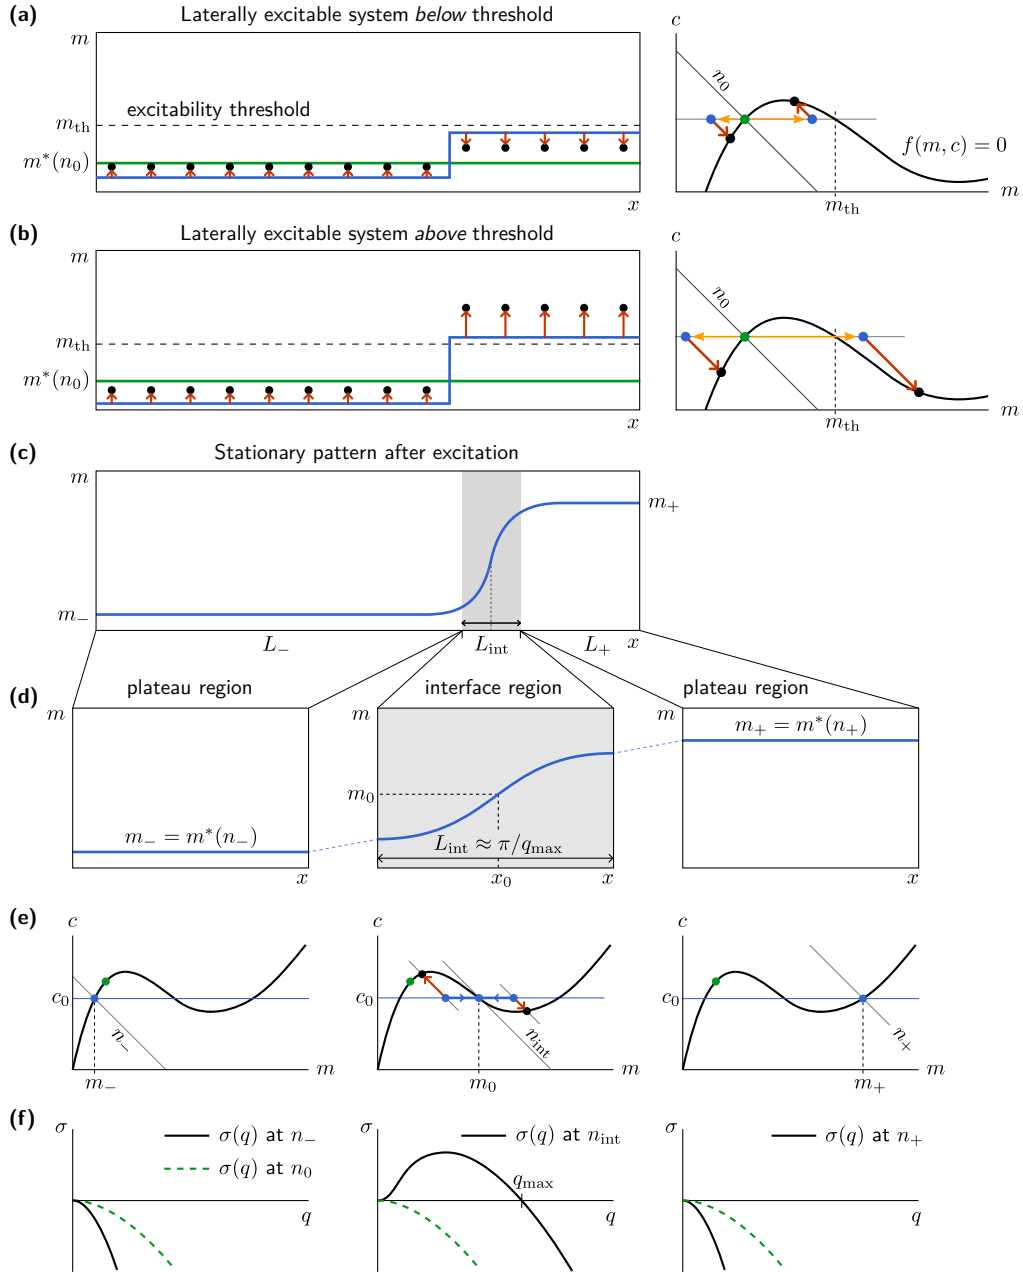 (a)
Laterally excitable system below threshold
m
excitability threshold
m_th
m*(n_0)
x
c
n_0
f(m, c) = 0
m
m_th
(b)
Laterally excitable system above threshold
m
m_th
m*(n_0)
x
c
n_0
m
m_th
(c)
Stationary pattern after excitation
m
m_+
m_−
L_−
L_int
L_+
x
plateau region
interface region
plateau region
(d)
m
m_− = m*(n_−)
x
m
m_0
L_int ≈ π/q_max
x_0
x
m
m_+ = m*(n_+)
x
(e)
c
c_0
n_−
m_−
m
c
c_0
n_int
m_0
m
c
c_0
n_+
m_+
m
(f)
σ
σ(q) at n_−
σ(q) at n_0
q
σ
σ(q) at n_int
q_max
q
σ
σ(q) at n_+
q